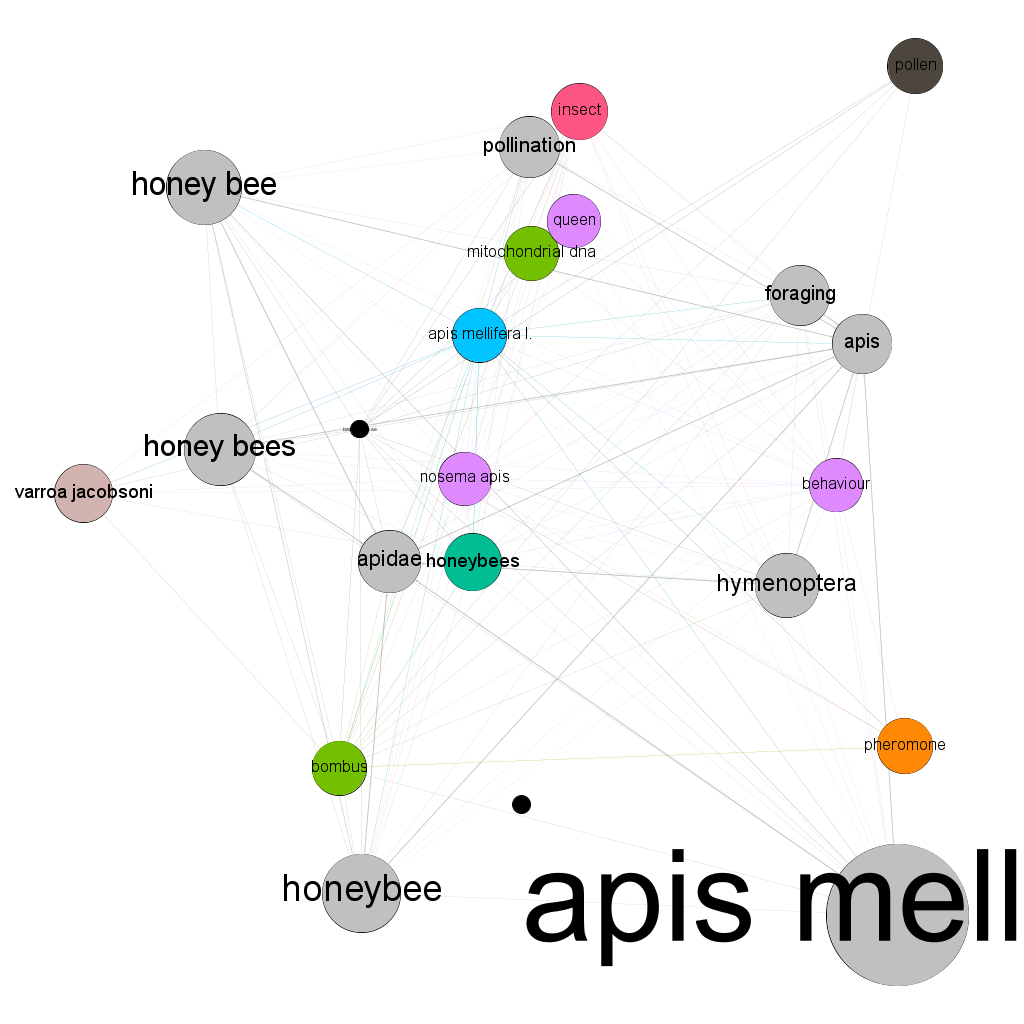 pollen
insect
pollination
honey bee
queen
mitochondrial dna
foraging
apis mellifera l.
apis
honey bees
nosema apis
behaviour
varroa jacobsoni
apidae
honeybees
hymenoptera
pheromone
bombus
honeybee
apis mell